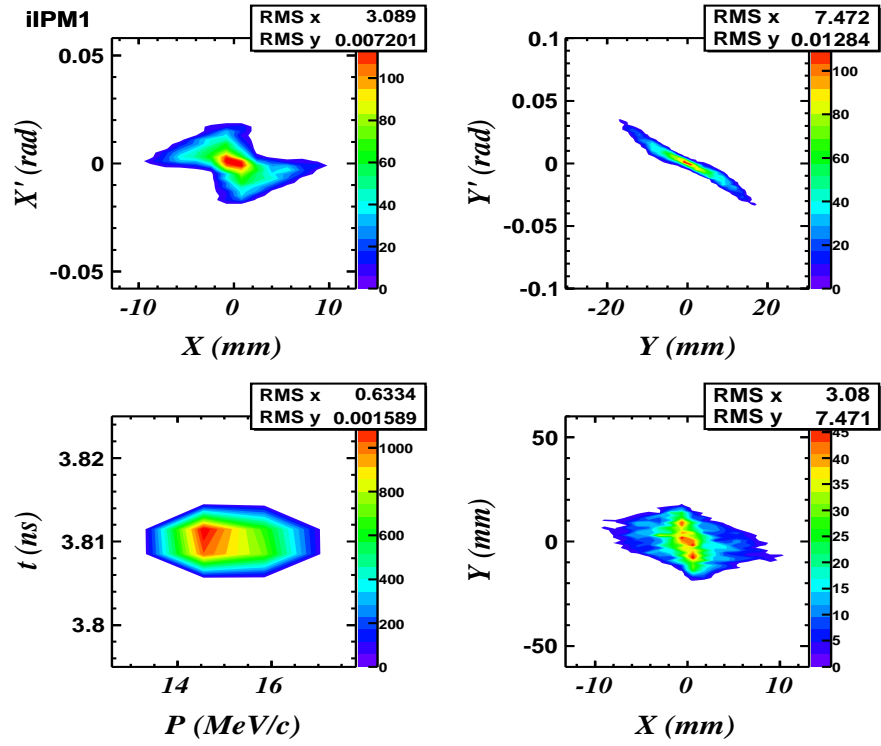 iIPM1
RMS x 3.089
RMS y 0.007201
0.05
0
-0.05
X' (rad)
-10 0 10
X (mm)
100
80
60
40
20
0
RMS x 7.472
RMS y 0.01284
0.1
0.05
0
-0.05
-0.1
Y' (rad)
-20 0 20
Y (mm)
100
80
60
40
20
0
RMS x 0.6334
RMS y 0.001589
3.82
3.81
3.8
t (ns)
14 16
P (MeV/c)
1000
800
600
400
200
0
RMS x 3.08
RMS y 7.471
50
0
-50
Y (mm)
-10 0 10
X (mm)
45
40
35
30
25
20
15
10
5
0